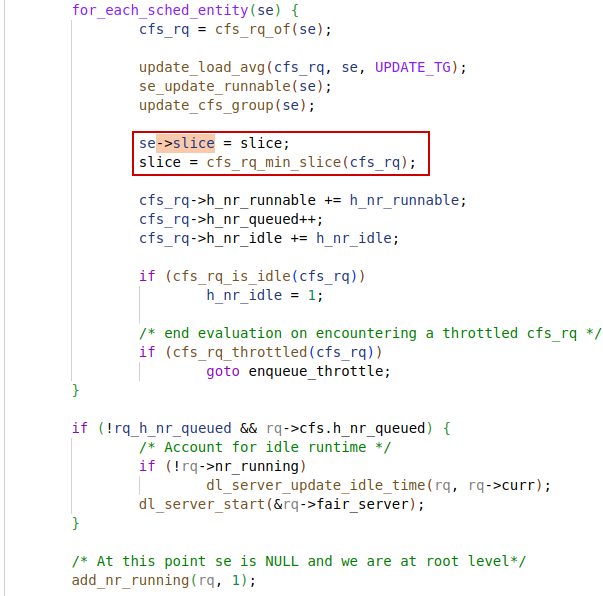 for_each_sched_entity(se) {
cfs_rq = cfs_rq_of(se);
update_load_avg(cfs_rq, se, UPDATE_TG);
se_update_runnable(se);
update_cfs_group(se);
se->slice = slice;
slice = cfs_rq_min_slice(cfs_rq);
cfs_rq->h_nr_runnable += h_nr_runnable;
cfs_rq->h_nr_queued++;
cfs_rq->h_nr_idle += h_nr_idle;
if (cfs_rq_is_idle(cfs_rq))
h_nr_idle = 1;
/* end evaluation on encountering a throttled cfs_rq */
if (cfs_rq_throttled(cfs_rq))
goto enqueue_throttle;
}
if (!rq_h_nr_queued && rq->cfs.h_nr_queued) {
/* Account for idle runtime */
if (!rq->nr_running)
dl_server_update_idle_time(rq, rq->curr);
dl_server_start(&rq->fair_server);
}
/* At this point se is NULL and we are at root level*/
add_nr_running(rq, 1);